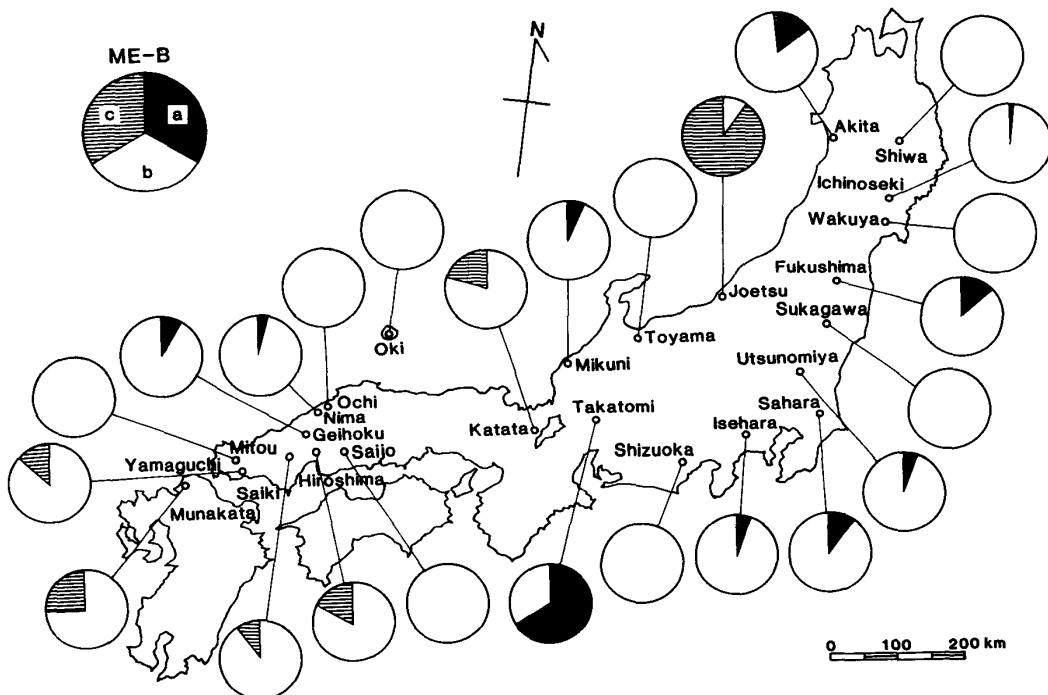 ME-B
c
a
b
N
Akita
Shiwa
Ichinoseki
Wakuya
Fukushima
Sukagawa
Joetsu
Toyama
Oki
Mikuni
Utsunomiya
Ochi
Nima
Takatomi
Isehara
Sahara
Geihoku
Katata
Mitou
Saijo
Shizuoka
Yamaguchi
Saiki
Hiroshima
Munakata
0 100 200 km